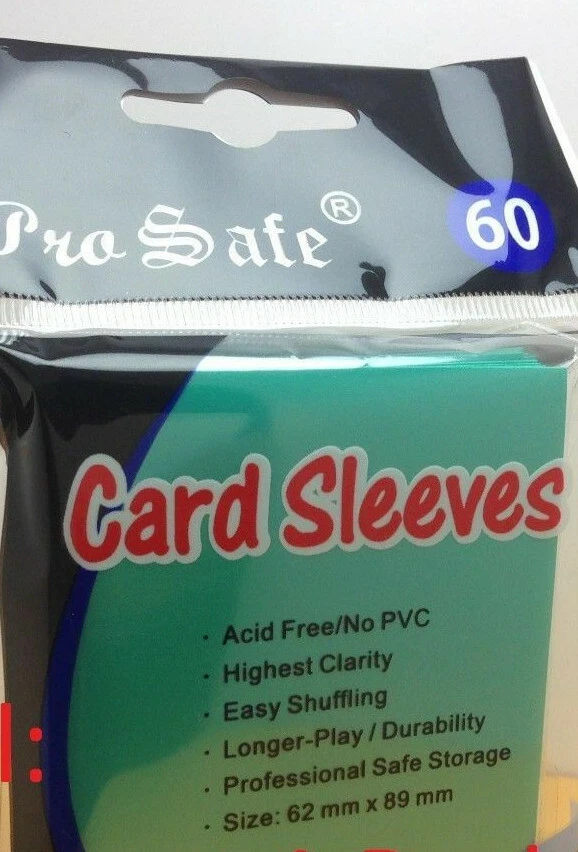 Pro Safe®
60
Card Sleeves
· Acid Free/No PVC
· Highest Clarity
· Easy Shuffling
· Longer-Play / Durability
· Professional Safe Storage
· Size: 62 mm x 89 mm